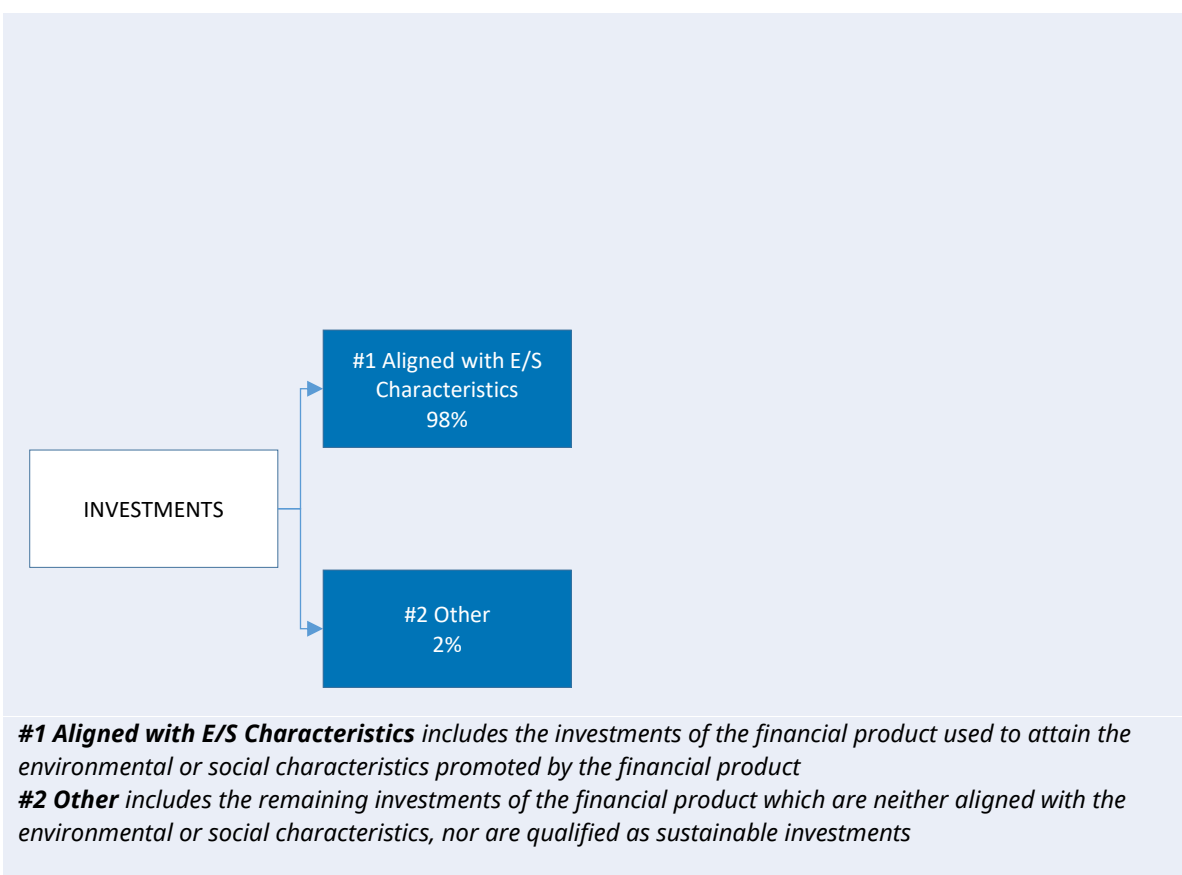 #1 Aligned with E/S
Characteristics
98%
INVESTMENTS
#2 Other
2%
#1 Aligned with E/S Characteristics includes the investments of the financial product used to attain the
environmental or social characteristics promoted by the financial product
#2 Other includes the remaining investments of the financial product which are neither aligned with the
environmental or social characteristics, nor are qualified as sustainable investments